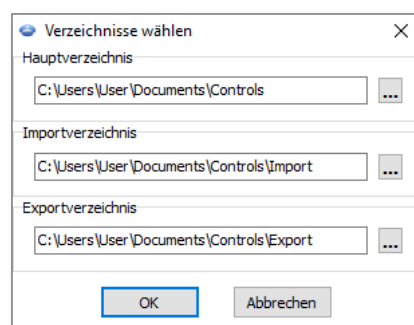 Verzeichnisse wählen
Hauptverzeichnis
C:\Users\User\Documents\Controls
...
Importverzeichnis
C:\Users\User\Documents\Controls\Import
...
Exportverzeichnis
C:\Users\User\Documents\Controls\Export
...
OK Abbrechen